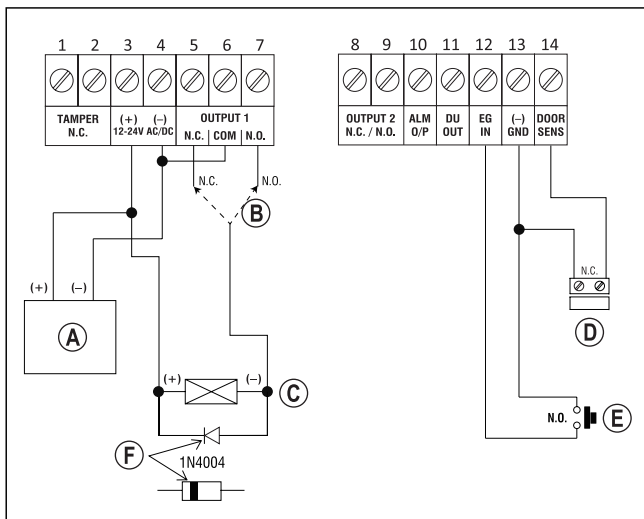 1 2 3 4 5 6 7
TAMPER N.C.
(+) (-)
12-24V AC/DC
OUTPUT 1
N.C. COM N.O.
8 9 10 11 12 13 14
OUTPUT 2 N.C. / N.O.
ALM O/P
DU OUT
EG IN
(-) GND
DOOR SENS
N.C. N.O.
B
(+) (-)
A
N.C.
D
(+) (-)
C
N.O.
E
F
1N4004